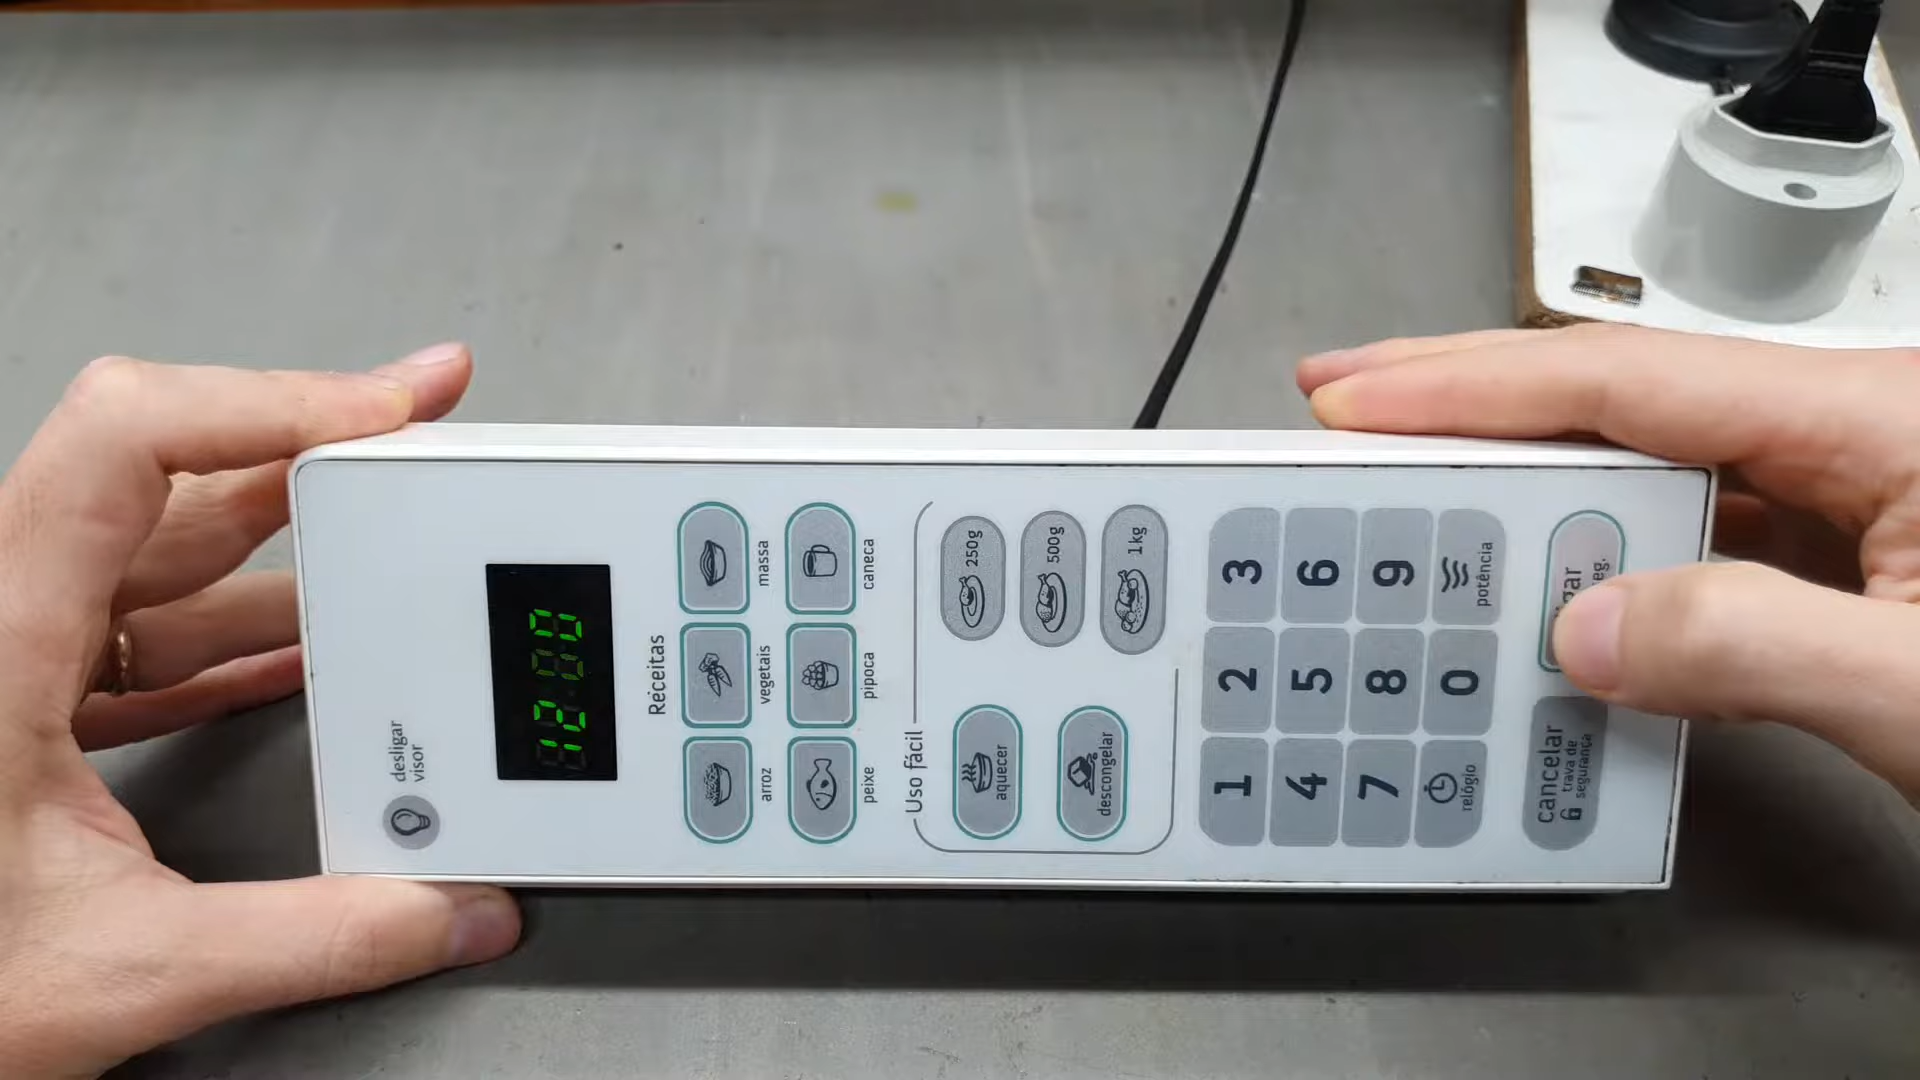 desligar
visor
12:00
Receitas
arroz
vegetais
massa
peixe
pipoca
caneca
Uso fácil
aquecer
descongelar
250g
500g
1kg
1
2
3
4
5
6
7
8
9
relógio
0
potência
cancelar
trava de
segurança